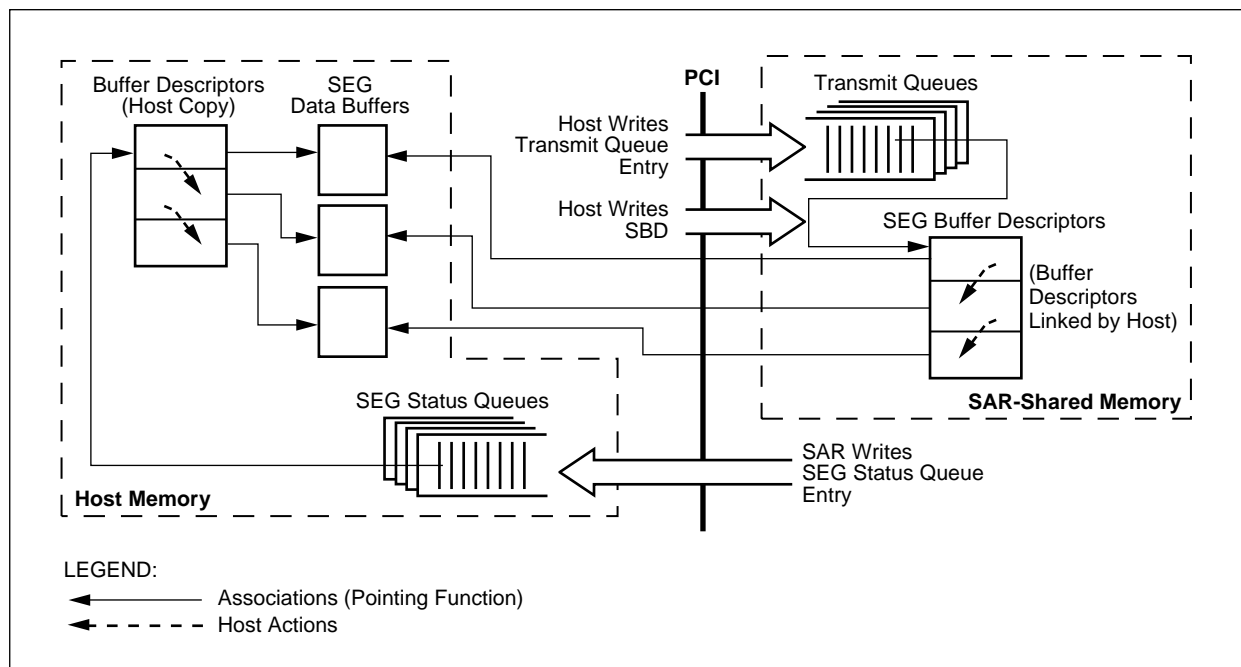 Buffer Descriptors
(Host Copy)
SEG
Data Buffers
PCI
Transmit Queues
Host Writes
Transmit Queue
Entry
Host Writes
SBD
SEG Buffer Descriptors
(Buffer
Descriptors
Linked by Host)
SAR-Shared Memory
SEG Status Queues
SAR Writes
SEG Status Queue
Entry
Host Memory
LEGEND:
Associations (Pointing Function)
Host Actions